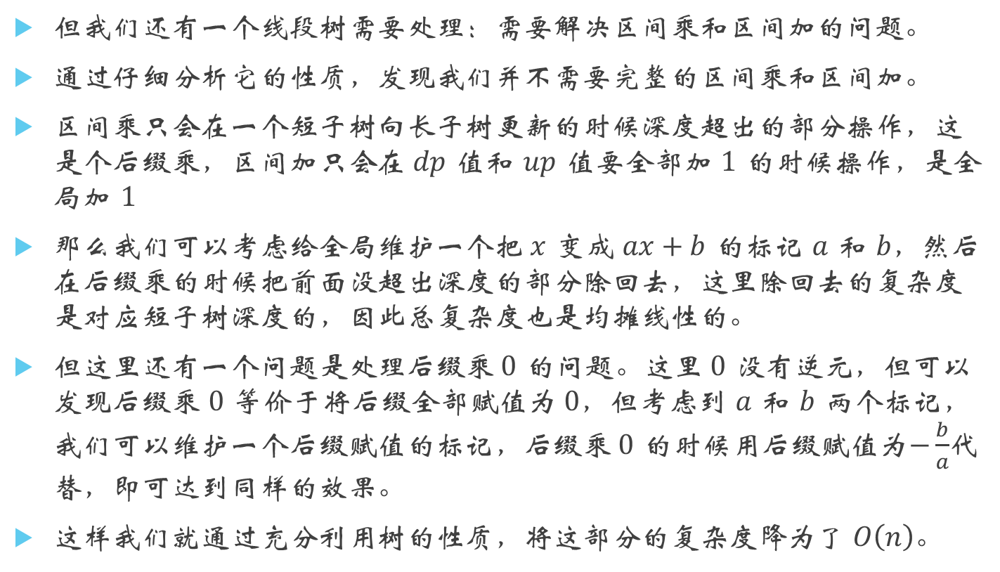 但我们还有一个线段树需要处理：需要解决区间乘和区间加的问题。
通过仔细分析它的性质，发现我们并不需要完整的区间乘和区间加。
区间乘只会在一个短子树向长子树更新的时候深度超出的部分操作，这
是个后缀乘，区间加只会在 dp 值和 up 值要全部加 1 的时候操作，是全
局加 1
那么我们可以考虑给全局维护一个把 x 变成 ax + b 的标记 a 和 b，然后
在后缀乘的时候把前面没超出深度的部分除回去，这里除回去的复杂度
是对应短子树深度的，因此总复杂度也是均摊线性的。
但这里还有一个问题是处理后缀乘 0 的问题。这里 0 没有逆元，但可以
发现后缀乘 0 等价于将后缀全部赋值为 0，但考虑到 a 和 b 两个标记，
我们可以维护一个后缀赋值的标记，后缀乘 0 的时候用后缀赋值为 −b/a 代
替，即可达到同样的效果。
这样我们就通过充分利用树的性质，将这部分的复杂度降为了 O(n)。